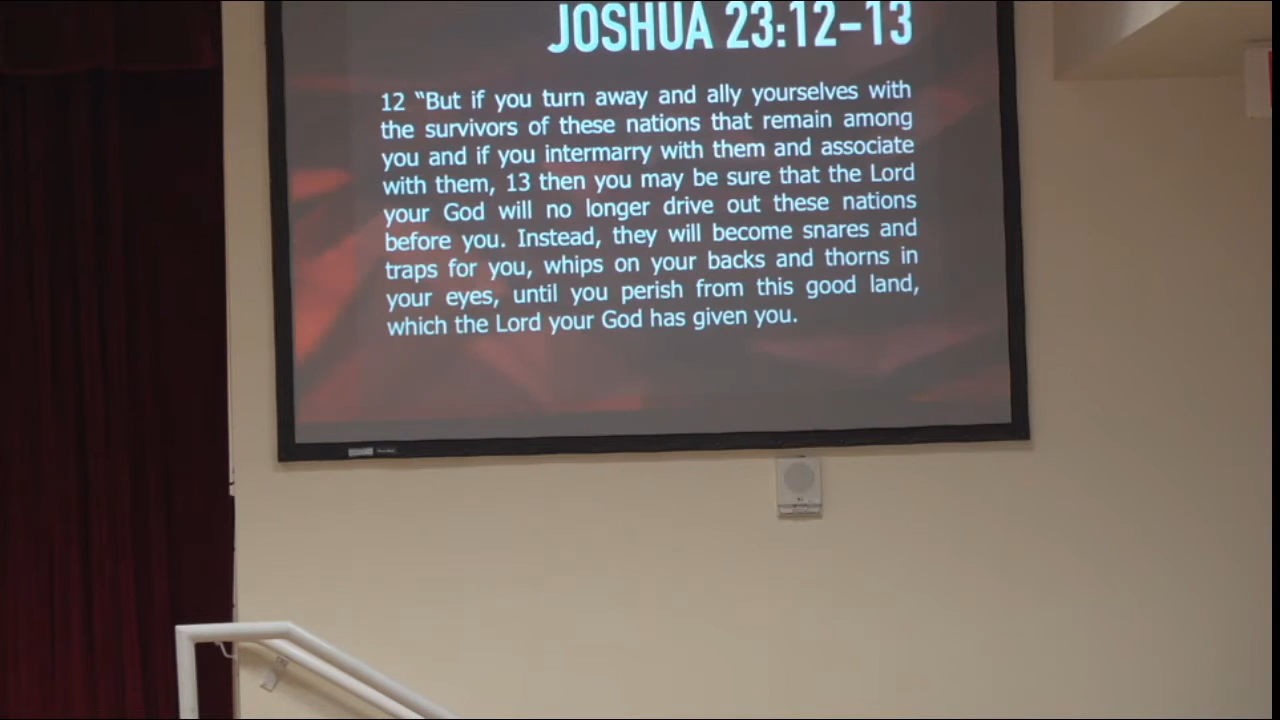 JOSHUA 23:12-13
12 “But if you turn away and ally yourselves with
the survivors of these nations that remain among
you and if you intermarry with them and associate
with them, 13 then you may be sure that the Lord
your God will no longer drive out these nations
before you. Instead, they will become snares and
traps for you, whips on your backs and thorns in
your eyes, until you perish from this good land,
which the Lord your God has given you.